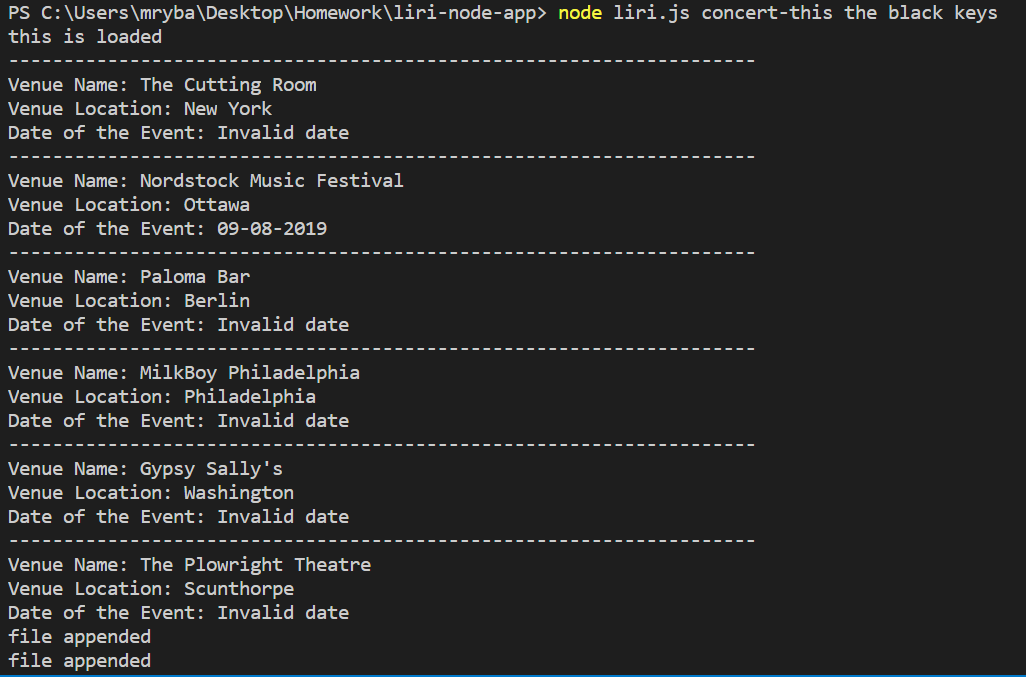 PS C:\Users\mryba\Desktop\Homework\liri-node-app> node liri.js concert-this the black keys
this is loaded
--------------------------------------------------------------------
Venue Name: The Cutting Room
Venue Location: New York
Date of the Event: Invalid date
--------------------------------------------------------------------
Venue Name: Nordstock Music Festival
Venue Location: Ottawa
Date of the Event: 09-08-2019
--------------------------------------------------------------------
Venue Name: Paloma Bar
Venue Location: Berlin
Date of the Event: Invalid date
--------------------------------------------------------------------
Venue Name: MilkBoy Philadelphia
Venue Location: Philadelphia
Date of the Event: Invalid date
--------------------------------------------------------------------
Venue Name: Gypsy Sally's
Venue Location: Washington
Date of the Event: Invalid date
--------------------------------------------------------------------
Venue Name: The Plowright Theatre
Venue Location: Scunthorpe
Date of the Event: Invalid date
file appended
file appended